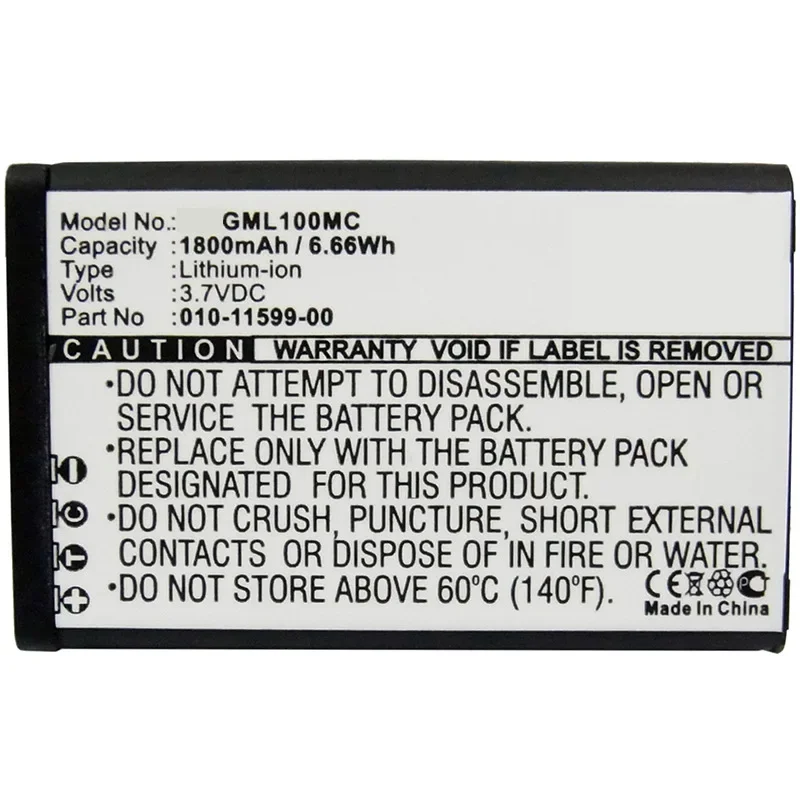 Model No.: GML100MC
Capacity :1800mAh / 6.66Wh
Type :Lithium-ion
Volts :3.7VDC
Part No :010-11599-00
CAUTION WARRANTY VOID IF LABEL IS REMOVED
•DO NOT ATTEMPT TO DISASSEMBLE, OPEN OR
SERVICE THE BATTERY PACK.
•REPLACE ONLY WITH THE BATTERY PACK
DESIGNATED FOR THIS PRODUCT.
•DO NOT CRUSH, PUNCTURE, SHORT EXTERNAL
CONTACTS OR DISPOSE OF IN FIRE OR WATER.
•DO NOT STORE ABOVE 60°C (140°F).
CE
Made In China
I
C
T
+